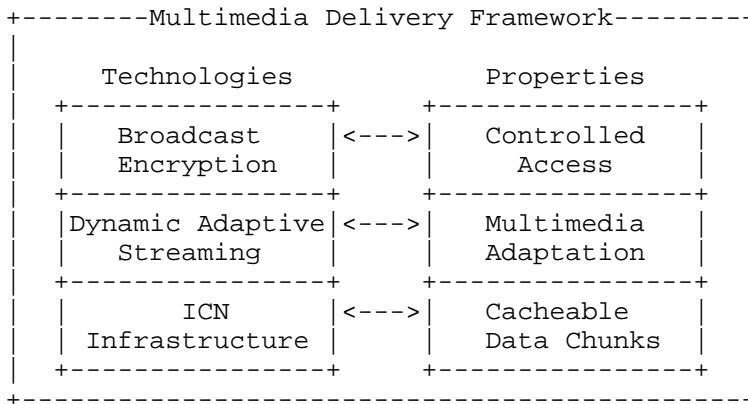 Multimedia Delivery Framework
Technologies Properties
Broadcast <---> Controlled
Encryption Access
Dynamic Adaptive <---> Multimedia
Streaming Adaptation
ICN <---> Cacheable
Infrastructure Data Chunks